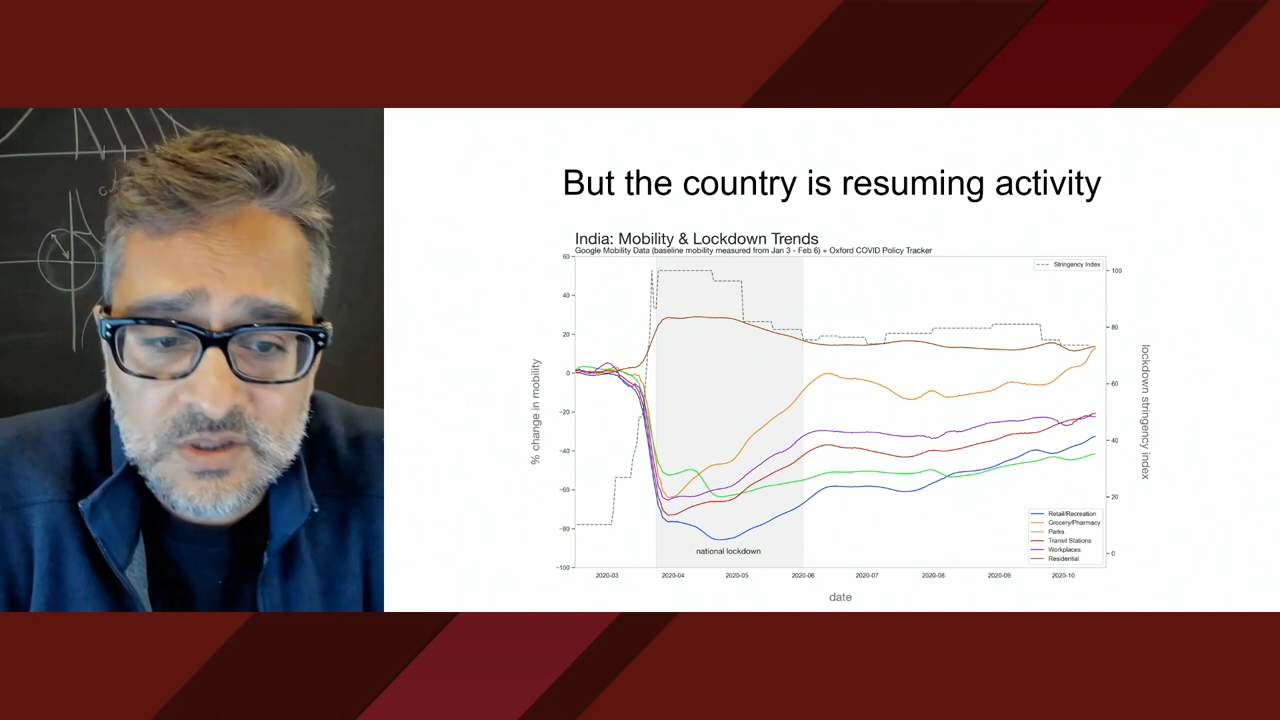 But the country is resuming activity
India: Mobility & Lockdown Trends
Google Mobility Data (baseline mobility measured from Jan 3 - Feb 6) + Oxford COVID Policy Tracker
60
40
20
0
−20
−40
−60
−80
−100
% change in mobility
Stringency Index
100
80
60
40
20
0
lockdown stringency index
national lockdown
Retail/Recreation
Grocery/Pharmacy
Parks
Transit Stations
Workplaces
Residential
2020-03
2020-04
2020-05
2020-06
2020-07
2020-08
2020-09
2020-10
date